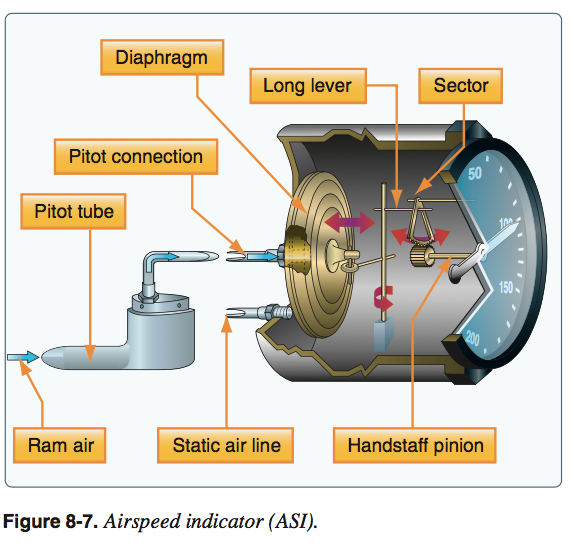 Diaphragm
Long lever
Sector
Pitot connection
Pitot tube
50
100
150
200
Ram air
Static air line
Handstaff pinion
Figure 8-7. Airspeed indicator (ASI).